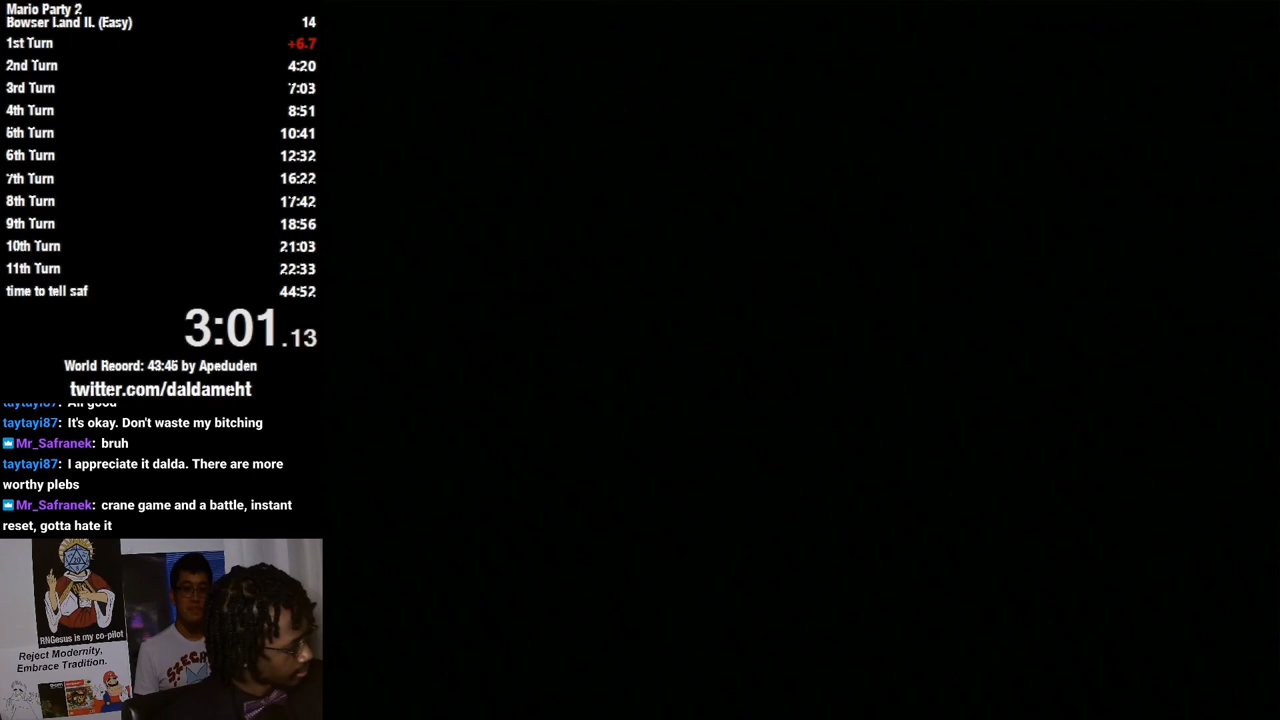 Mario Party 2
Bowser Land IL (Easy) 14
1st Turn +6.7
2nd Turn 4:20
3rd Turn 7:03
4th Turn 8:51
5th Turn 10:41
6th Turn 12:32
7th Turn 16:22
8th Turn 17:42
9th Turn 18:56
10th Turn 21:03
11th Turn 22:33
time to tell saf 44:52
3:01.13
World Record: 43:45 by Apeduden
twitter.com/daldameht
taytayi87: All good
taytayi87: It's okay. Don't waste my bitching
Mr_Safranek: bruh
taytayi87: I appreciate it dalda. There are more
worthy plebs
Mr_Safranek: crane game and a battle, instant
reset, gotta hate it
RNGesus is my co-pilot
Reject Modernity,
Embrace Tradition.